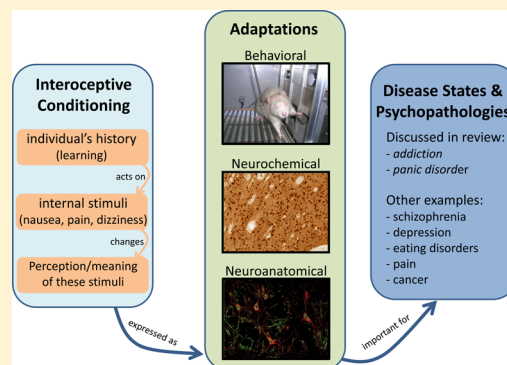 Interoceptive
Conditioning
individual's history
(learning)
acts on
internal stimuli
(nausea, pain, dizziness)
changes
Perception/meaning
of these stimuli
expressed as
Adaptations
Behavioral
Neurochemical
Neuroanatomical
important for
Disease States &
Psychopathologies
Discussed in review:
- addiction
- panic disorder
Other examples:
- schizophrenia
- depression
- eating disorders
- pain
- cancer